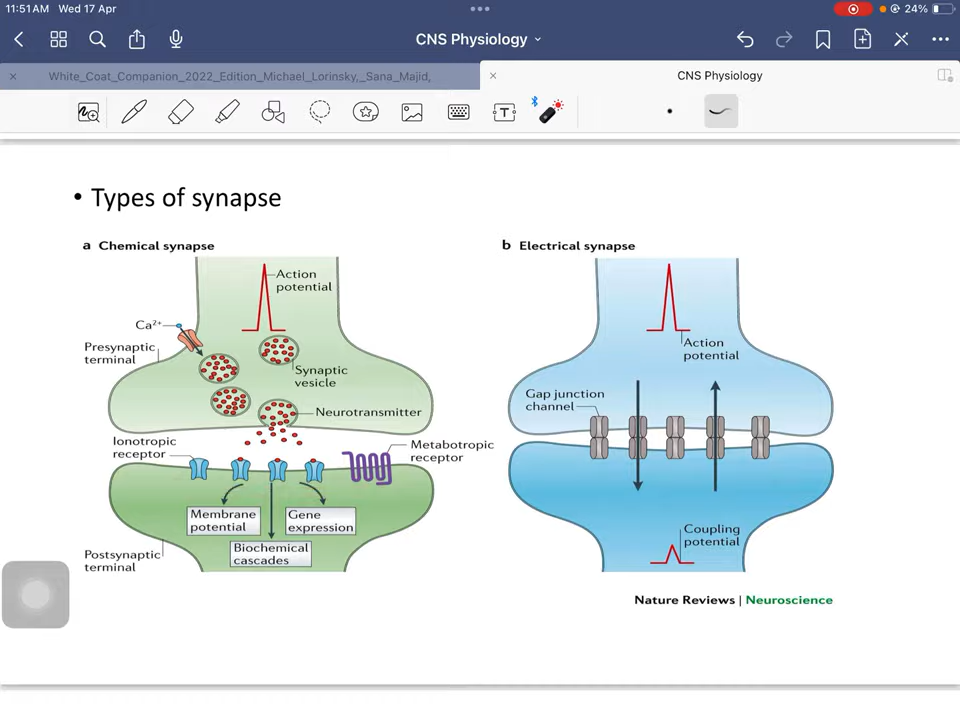 11:51AM Wed 17 Apr
24%
CNS Physiology
White_Coat_Companion_2022_Edition_Michael_Lorinsky,_Sana_Majid,
CNS Physiology
T
• Types of synapse
a Chemical synapse
Action
potential
Ca²⁺
Presynaptic
terminal
Synaptic
vesicle
Neurotransmitter
Ionotropic
receptor
Metabotropic
receptor
Membrane
potential
Gene
expression
Biochemical
cascades
Postsynaptic
terminal
b Electrical synapse
Action
potential
Gap junction
channel
Coupling
potential
Nature Reviews | Neuroscience